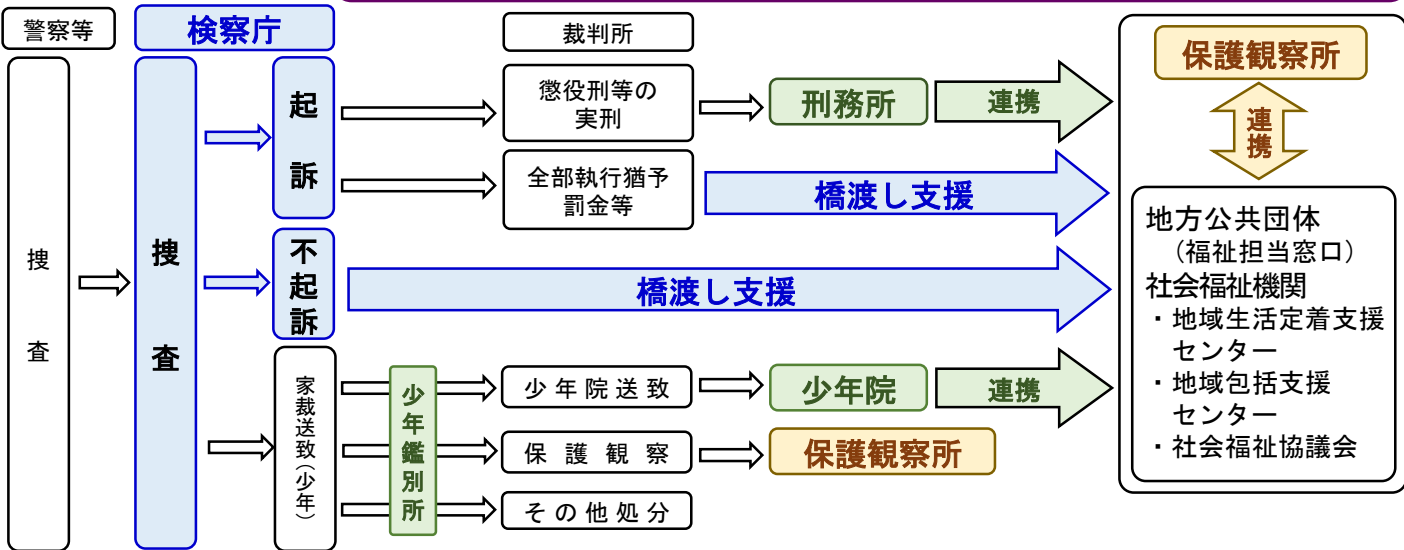 警察等
検察庁
裁判所
捜査
捜査
起訴
不起訴
家裁送致(少年)
懲役刑等の
実刑
刑務所
連携
全部執行猶予
罰金等
橋渡し支援
橋渡し支援
少年鑑別所
少年院送致
少年院
連携
保護観察
保護観察所
その他処分
保護観察所
連携
地方公共団体
(福祉担当窓口)
社会福祉機関
・地域生活定着支援
センター
・地域包括支援
センター
・社会福祉協議会